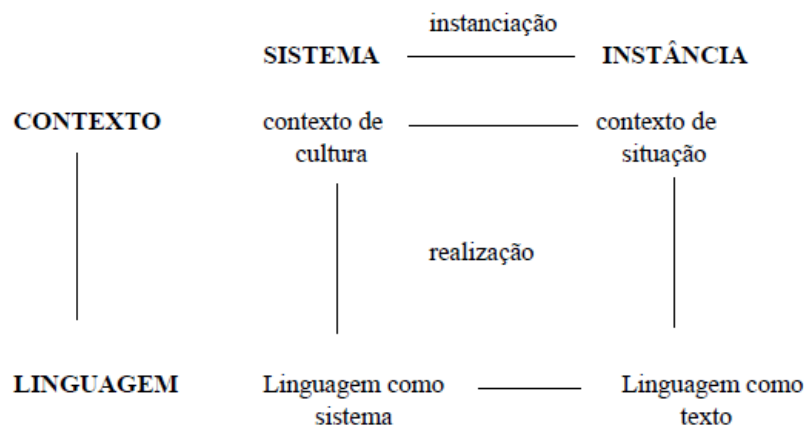 instanciação
SISTEMA INSTÂNCIA
CONTEXTO contexto de contexto de
cultura situação
realização
LINGUAGEM Linguagem como Linguagem como
sistema texto